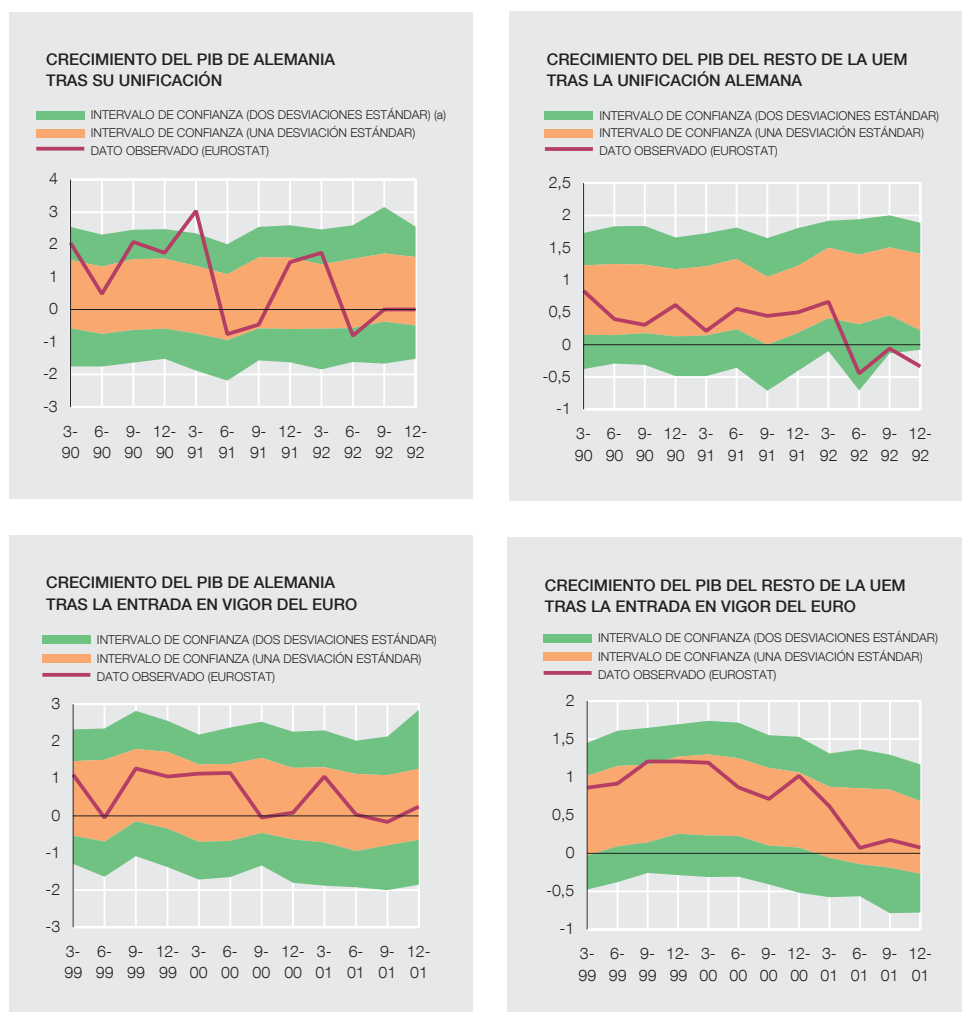 CRECIMIENTO DEL PIB DE ALEMANIA
TRAS SU UNIFICACIÓN
INTERVALO DE CONFIANZA (DOS DESVIACIONES ESTÁNDAR) (a)
INTERVALO DE CONFIANZA (UNA DESVIACIÓN ESTÁNDAR)
DATO OBSERVADO (EUROSTAT)
4
3
2
1
0
-1
-2
-3
3- 6- 9- 12- 3- 6- 9- 12- 3- 6- 9- 12-
90 90 90 90 91 91 91 91 92 92 92 92
CRECIMIENTO DEL PIB DEL RESTO DE LA UEM
TRAS LA UNIFICACIÓN ALEMANA
INTERVALO DE CONFIANZA (DOS DESVIACIONES ESTÁNDAR)
INTERVALO DE CONFIANZA (UNA DESVIACIÓN ESTÁNDAR)
DATO OBSERVADO (EUROSTAT)
2,5
2
1,5
1
0,5
0
-0,5
-1
3- 6- 9- 12- 3- 6- 9- 12- 3- 6- 9- 12-
90 90 90 90 91 91 91 91 92 92 92 92
CRECIMIENTO DEL PIB DE ALEMANIA
TRAS LA ENTRADA EN VIGOR DEL EURO
INTERVALO DE CONFIANZA (DOS DESVIACIONES ESTÁNDAR)
INTERVALO DE CONFIANZA (UNA DESVIACIÓN ESTÁNDAR)
DATO OBSERVADO (EUROSTAT)
3
2
1
0
-1
-2
-3
3- 6- 9- 12- 3- 6- 9- 12- 3- 6- 9- 12-
99 99 99 99 00 00 00 00 01 01 01 01
CRECIMIENTO DEL PIB DEL RESTO DE LA UEM
TRAS LA ENTRADA EN VIGOR DEL EURO
INTERVALO DE CONFIANZA (DOS DESVIACIONES ESTÁNDAR)
INTERVALO DE CONFIANZA (UNA DESVIACIÓN ESTÁNDAR)
DATO OBSERVADO (EUROSTAT)
2
1,5
1
0,5
0
-0,5
-1
3- 6- 9- 12- 3- 6- 9- 12- 3- 6- 9- 12-
99 99 99 99 00 00 00 00 01 01 01 01